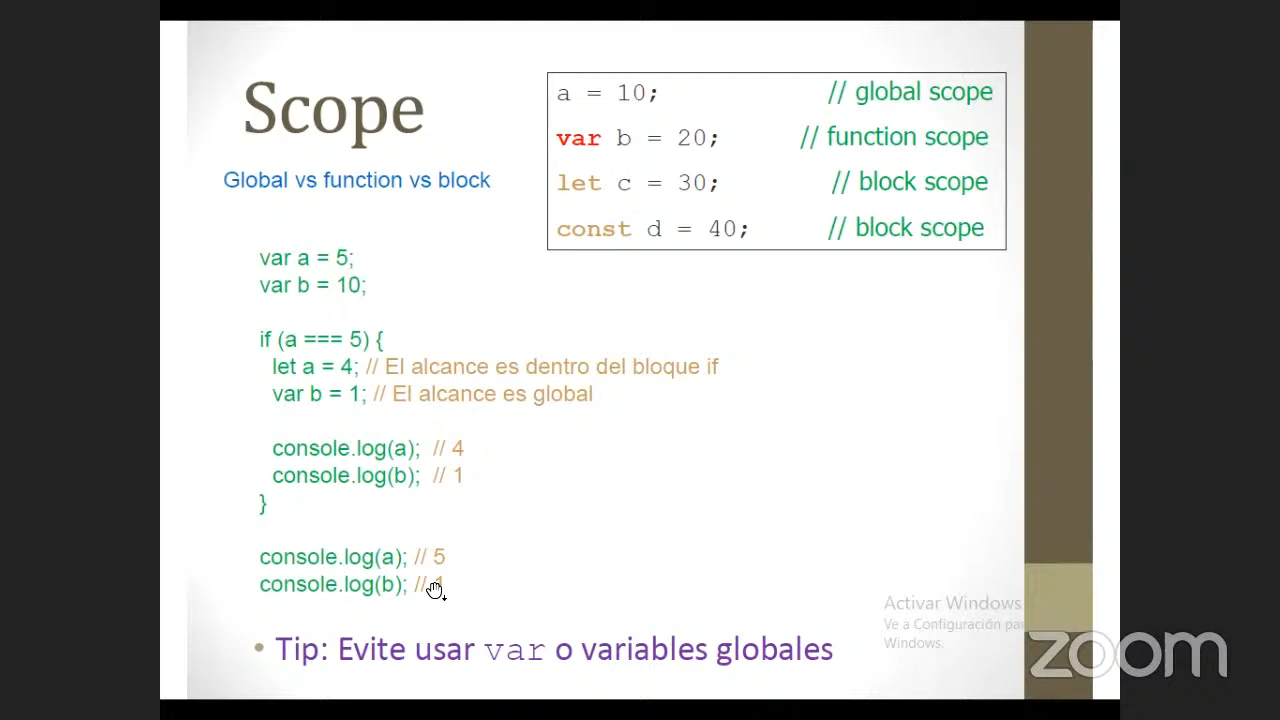 Scope
Global vs function vs block
a = 10; // global scope
var b = 20; // function scope
let c = 30; // block scope
const d = 40; // block scope
var a = 5;
var b = 10;
if (a === 5) {
let a = 4; // El alcance es dentro del bloque if
var b = 1; // El alcance es global
console.log(a); // 4
console.log(b); // 1
}
console.log(a); // 5
console.log(b); // 1
• Tip: Evite usar var o variables globales
Activar Windows
Ve a Configuración
Windows.
zoom